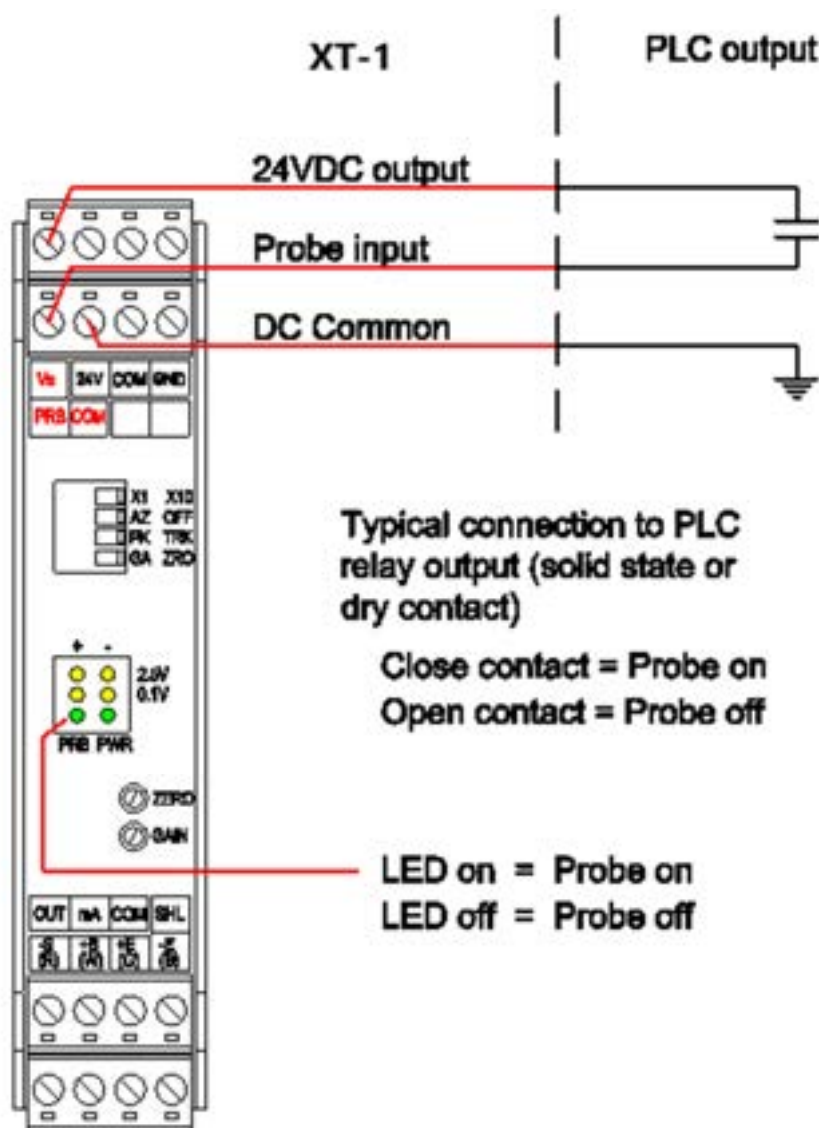 XT-1
PLC output
24VDC output
Probe input
DC Common
Vs 24V COM GND
PRB COM
X1 X10
AZ OFF
PK TRK
GA ZRO
Typical connection to PLC
relay output (solid state or
dry contact)
Close contact = Probe on
Open contact = Probe off
+ -
0.1V
PRB PWR
ZERO
GAIN
LED on = Probe on
LED off = Probe off
OUT mA COM SHL